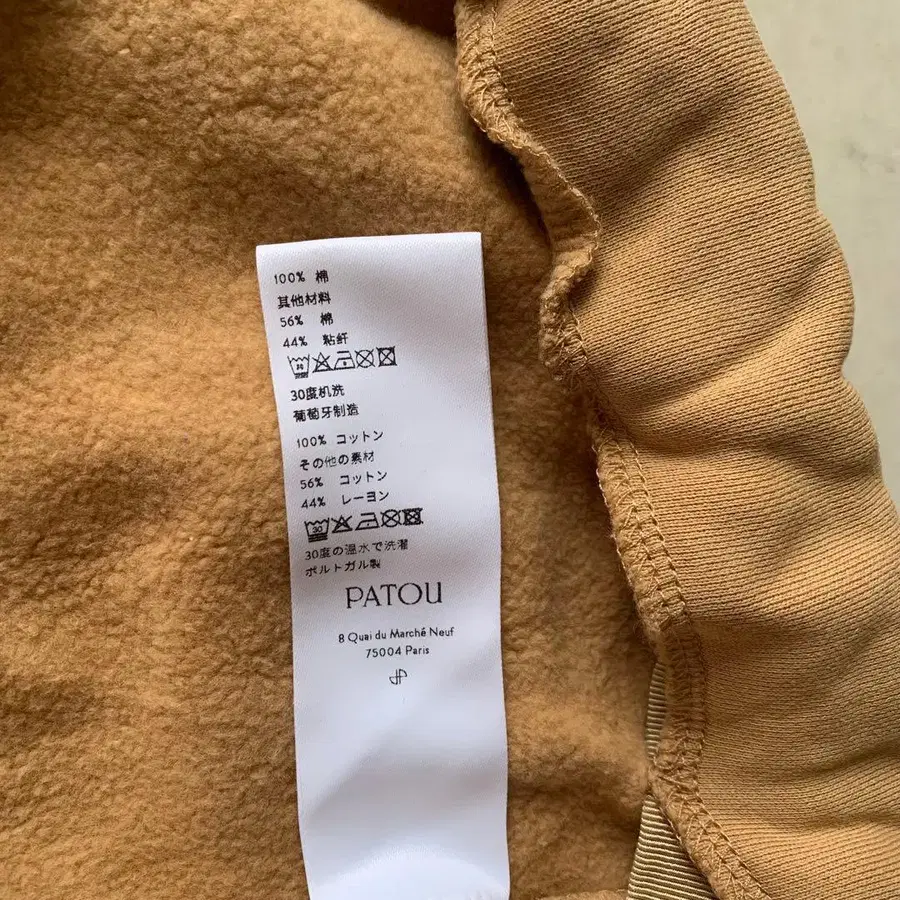 100% 棉
其他材料
56% 棉
44% 粘纤
30
30度机洗
葡萄牙制造
100% コットン
その他の素材
56% コットン
44% レーヨン
30
30度の温水で洗濯
ポルトガル製
PATOU
8 Quai du Marché Neuf
75004 Paris
JP